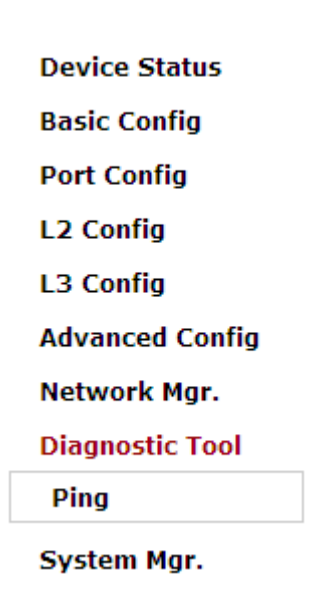 Device Status
Basic Config
Port Config
L2 Config
L3 Config
Advanced Config
Network Mgr.
Diagnostic Tool
Ping
System Mgr.